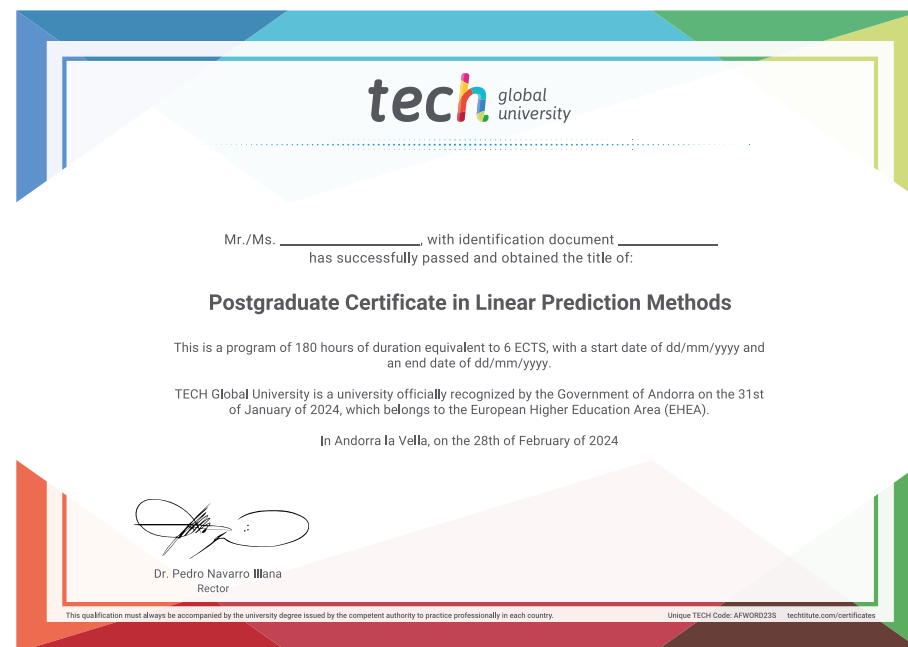 tech global university
Mr./Ms. ____________, with identification document ____________
has successfully passed and obtained the title of:
Postgraduate Certificate in Linear Prediction Methods
This is a program of 180 hours of duration equivalent to 6 ECTS, with a start date of dd/mm/yyyy and
an end date of dd/mm/yyyy.
TECH Global University is a university officially recognized by the Government of Andorra on the 31st
of January of 2024, which belongs to the European Higher Education Area (EHEA).
In Andorra la Vella, on the 28th of February of 2024
Dr. Pedro Navarro Illana
Rector
This qualification must always be accompanied by the university degree issued by the competent authority to practice professionally in each country.
Unique TECH Code: AFWORD23S techtitute.com/certificates